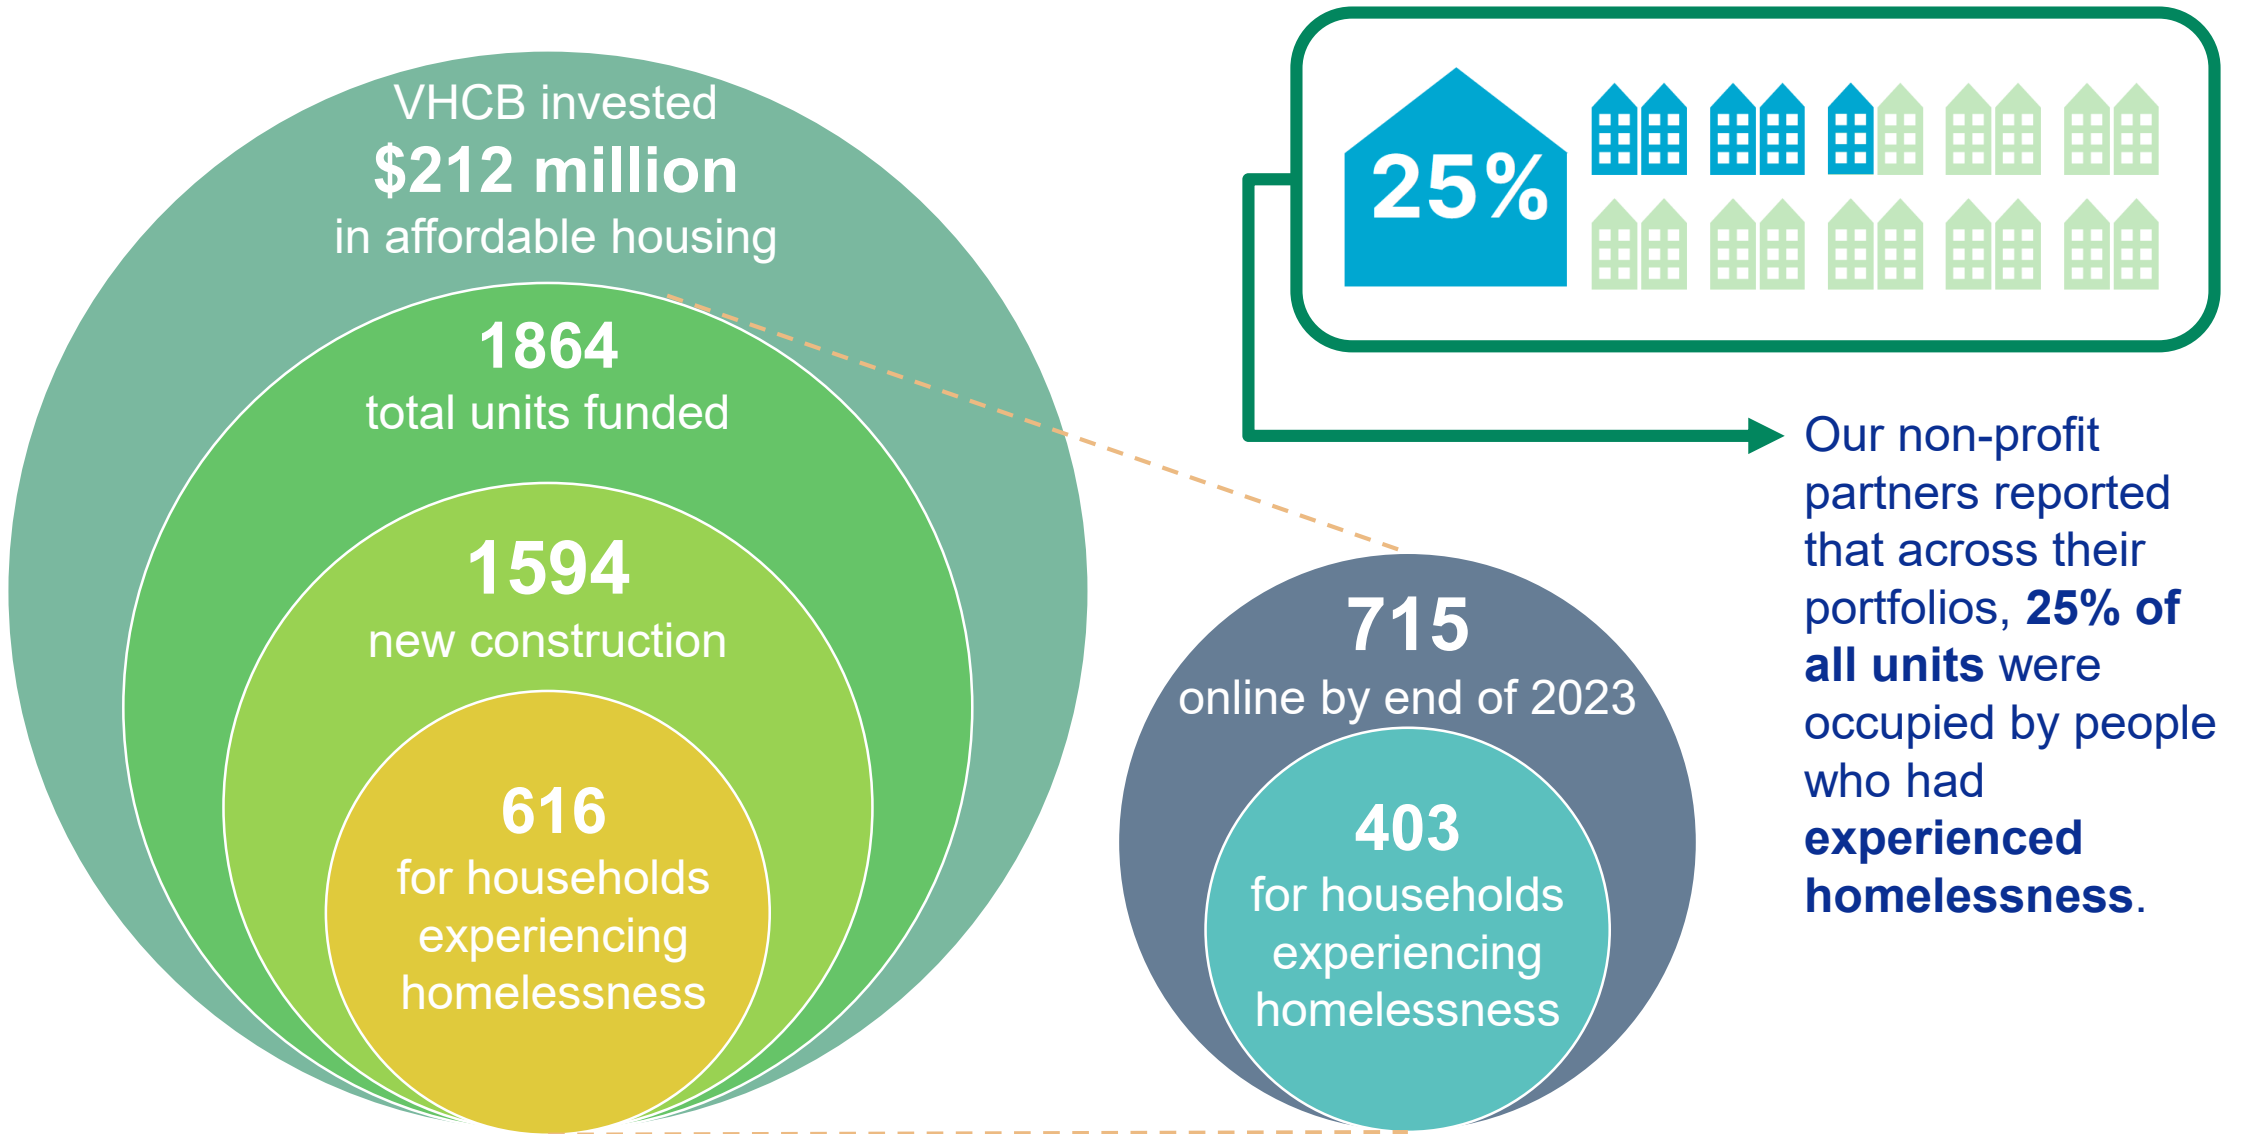 VHCB invested
$212 million
in affordable housing
1864
total units funded
1594
new construction
616
for households
experiencing
homelessness
715
online by end of 2023
403
for households
experiencing
homelessness
25%
Our non-profit
partners reported
that across their
portfolios, 25% of
all units were
occupied by people
who had
experienced
homelessness.